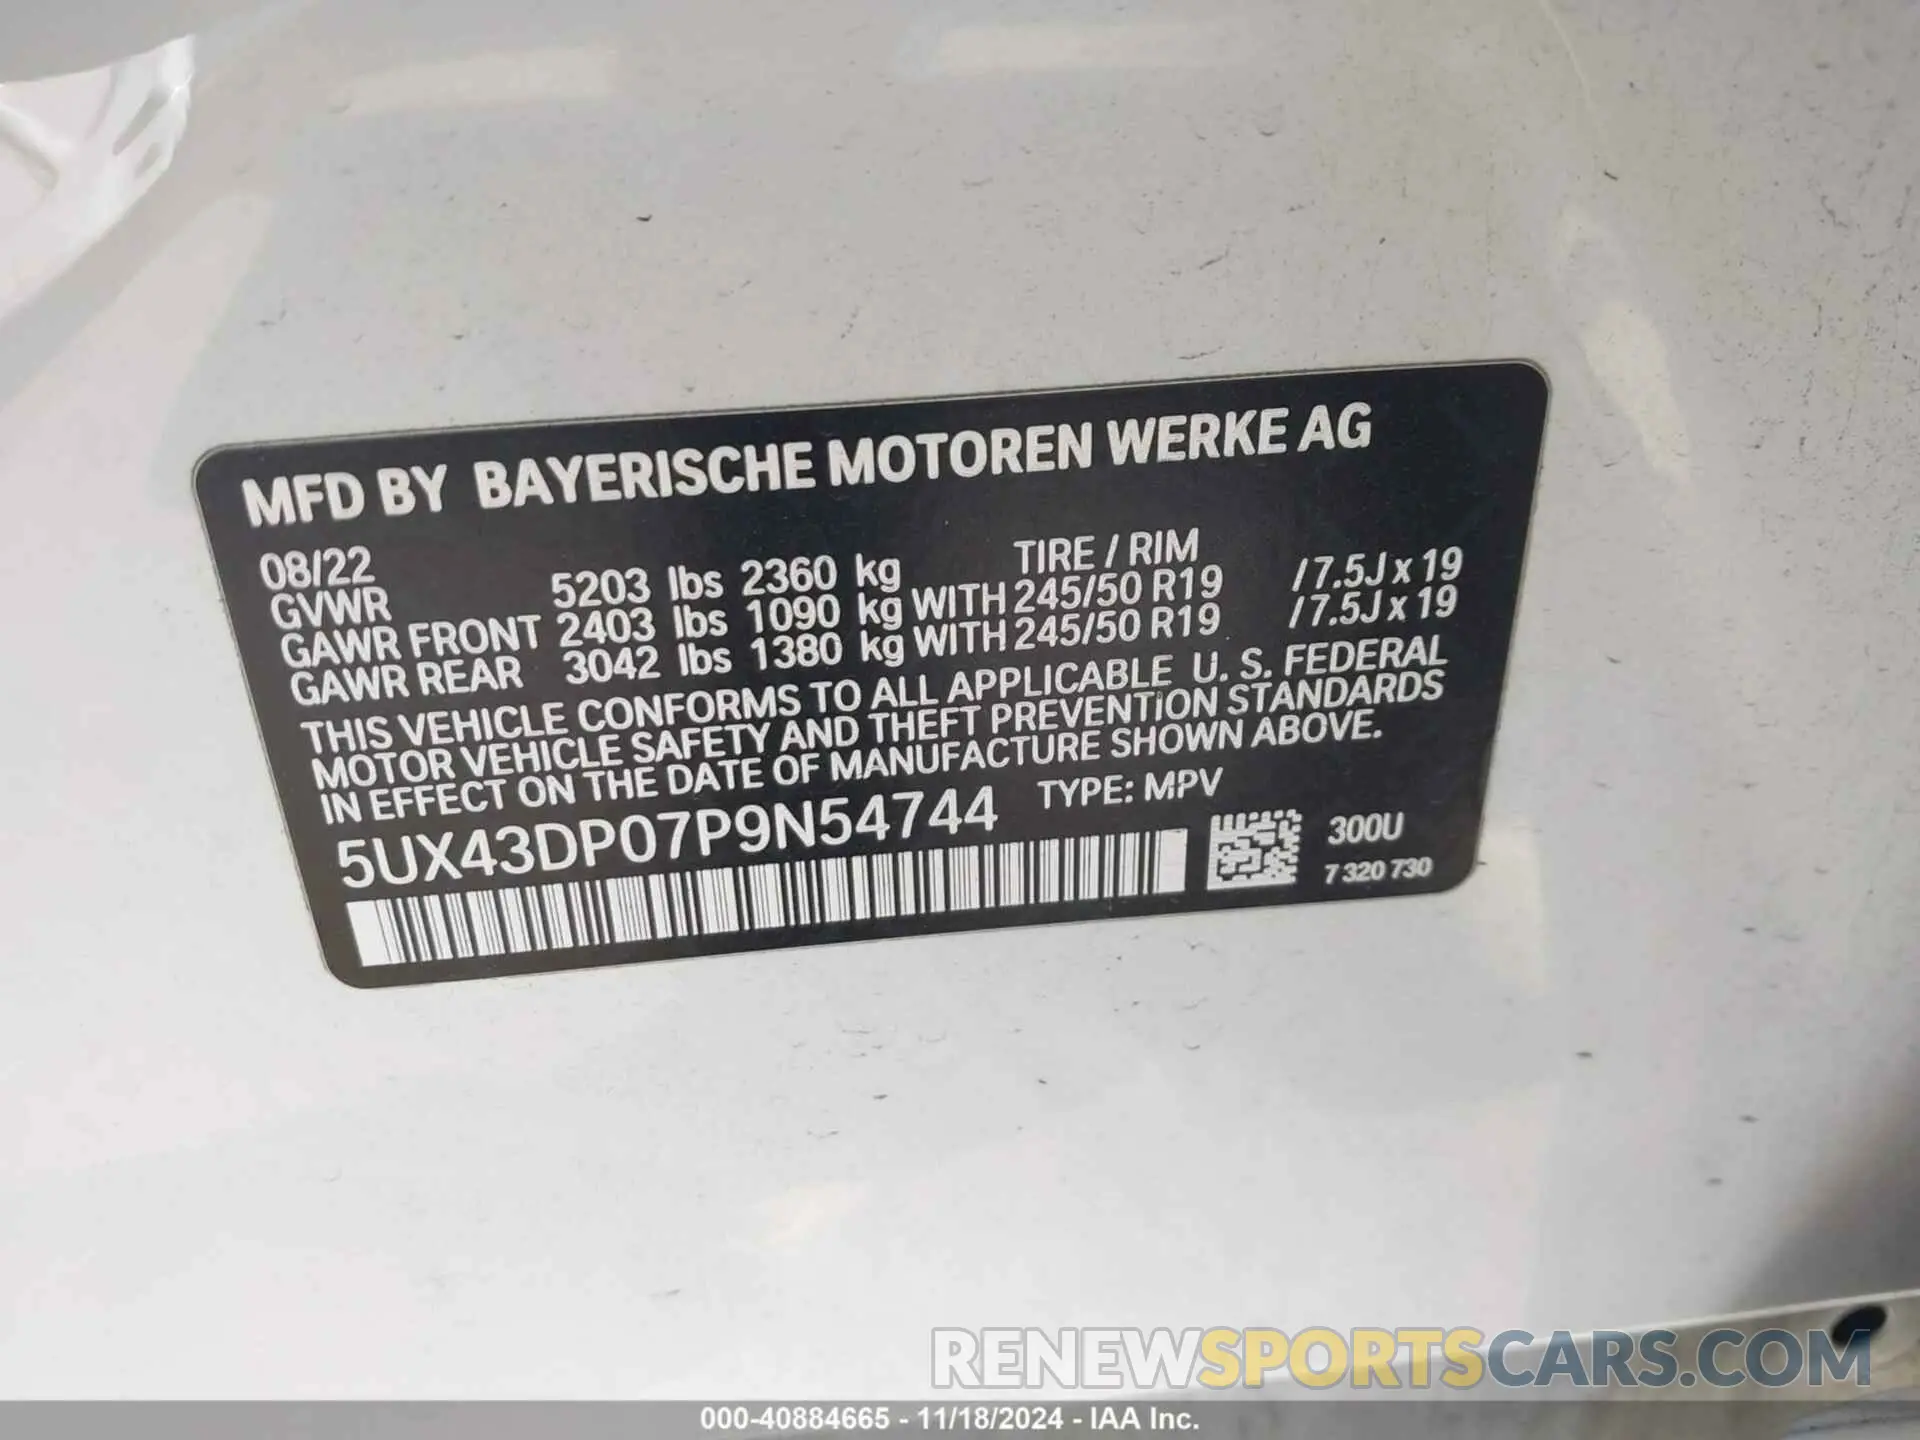 MFD BY BAYERISCHE MOTOREN WERKE AG
08/22 TIRE / RIM
GVWR 5203 lbs 2360 kg
GAWR FRONT 2403 lbs 1090 kg WITH 245/50 R19 / 7.5J x 19
GAWR REAR 3042 lbs 1380 kg WITH 245/50 R19 / 7.5J x 19
THIS VEHICLE CONFORMS TO ALL APPLICABLE U. S. FEDERAL
MOTOR VEHICLE SAFETY AND THEFT PREVENTION STANDARDS
IN EFFECT ON THE DATE OF MANUFACTURE SHOWN ABOVE.
5UX43DP07P9N54744 TYPE: MPV
300U
7 320 730
RENEWSPORTSCARS.COM
000-40884665 - 11/18/2024 - IAA Inc.